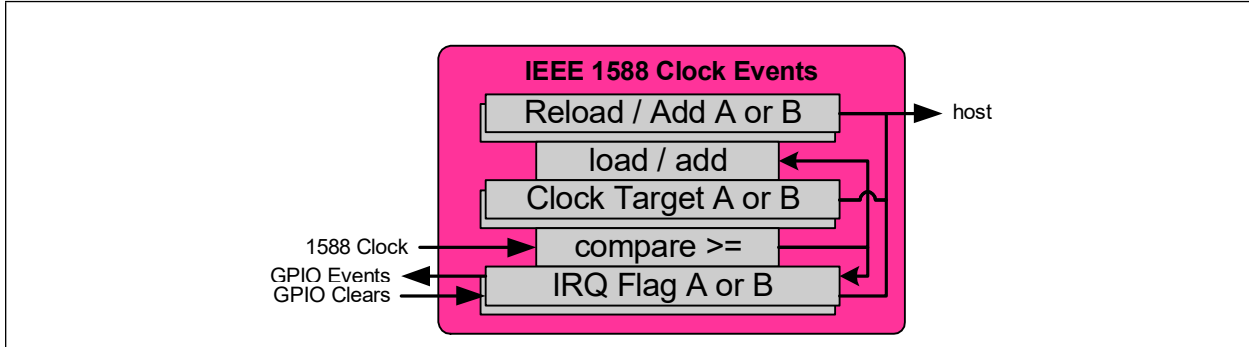 IEEE 1588 Clock Events
Reload / Add A or B
host
load / add
Clock Target A or B
1588 Clock
compare >=
GPIO Events
GPIO Clears
IRQ Flag A or B